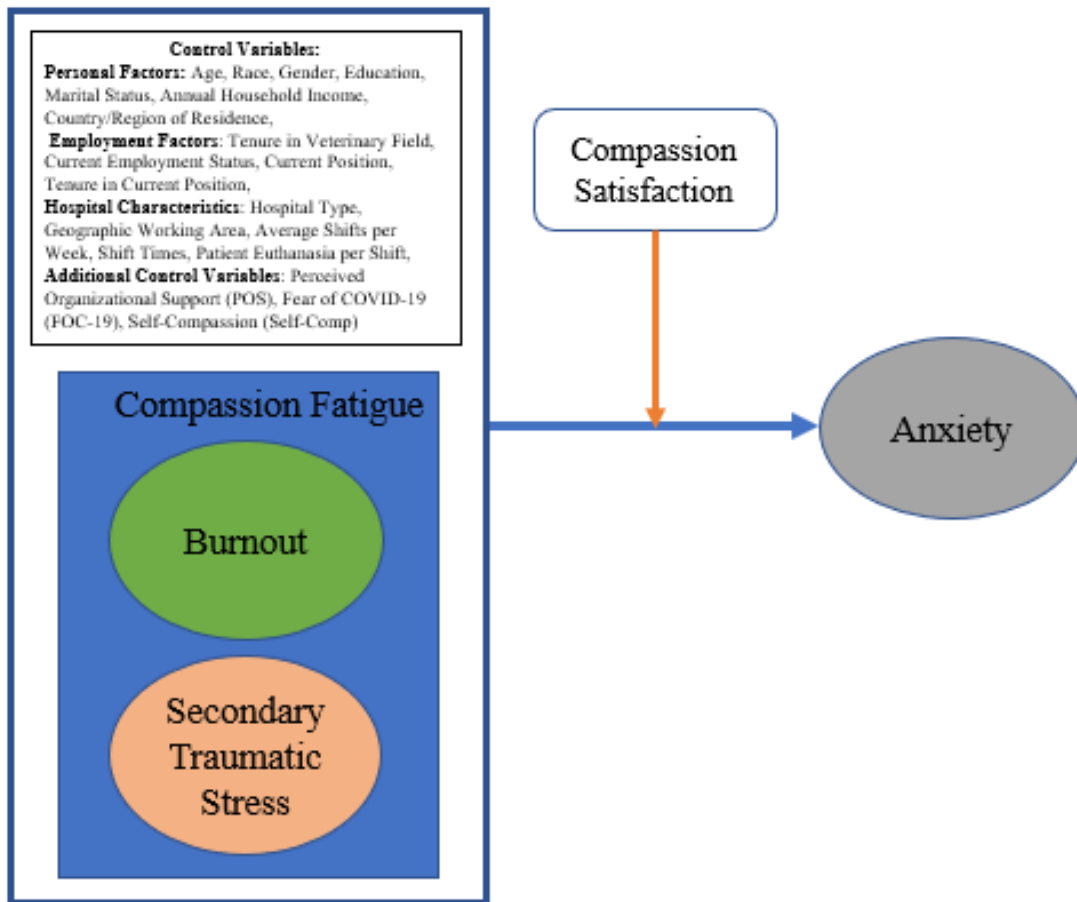 Control Variables:
Personal Factors: Age, Race, Gender, Education,
Marital Status, Annual Household Income,
Country/Region of Residence,
Employment Factors: Tenure in Veterinary Field,
Current Employment Status, Current Position,
Tenure in Current Position,
Hospital Characteristics: Hospital Type,
Geographic Working Area, Average Shifts per
Week, Shift Times, Patient Euthanasia per Shift,
Additional Control Variables: Perceived
Organizational Support (POS), Fear of COVID-19
(FOC-19), Self-Compassion (Self-Comp)
Compassion Fatigue
Burnout
Secondary
Traumatic
Stress
Compassion
Satisfaction
Anxiety